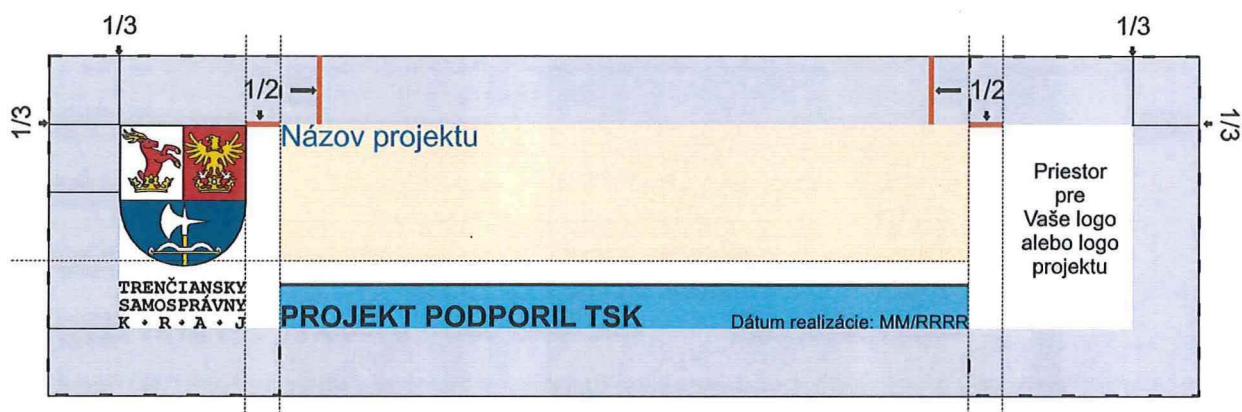 1/3
1/3
1/2
1/2
1/3
1/3
Názov projektu
Priestor
pre
Vaše logo
alebo logo
projektu
TRENČIANSKY
SAMOSPRÁVNY
K • R • A • J
PROJEKT PODPORIL TSK
Dátum realizácie: MM/RRRR